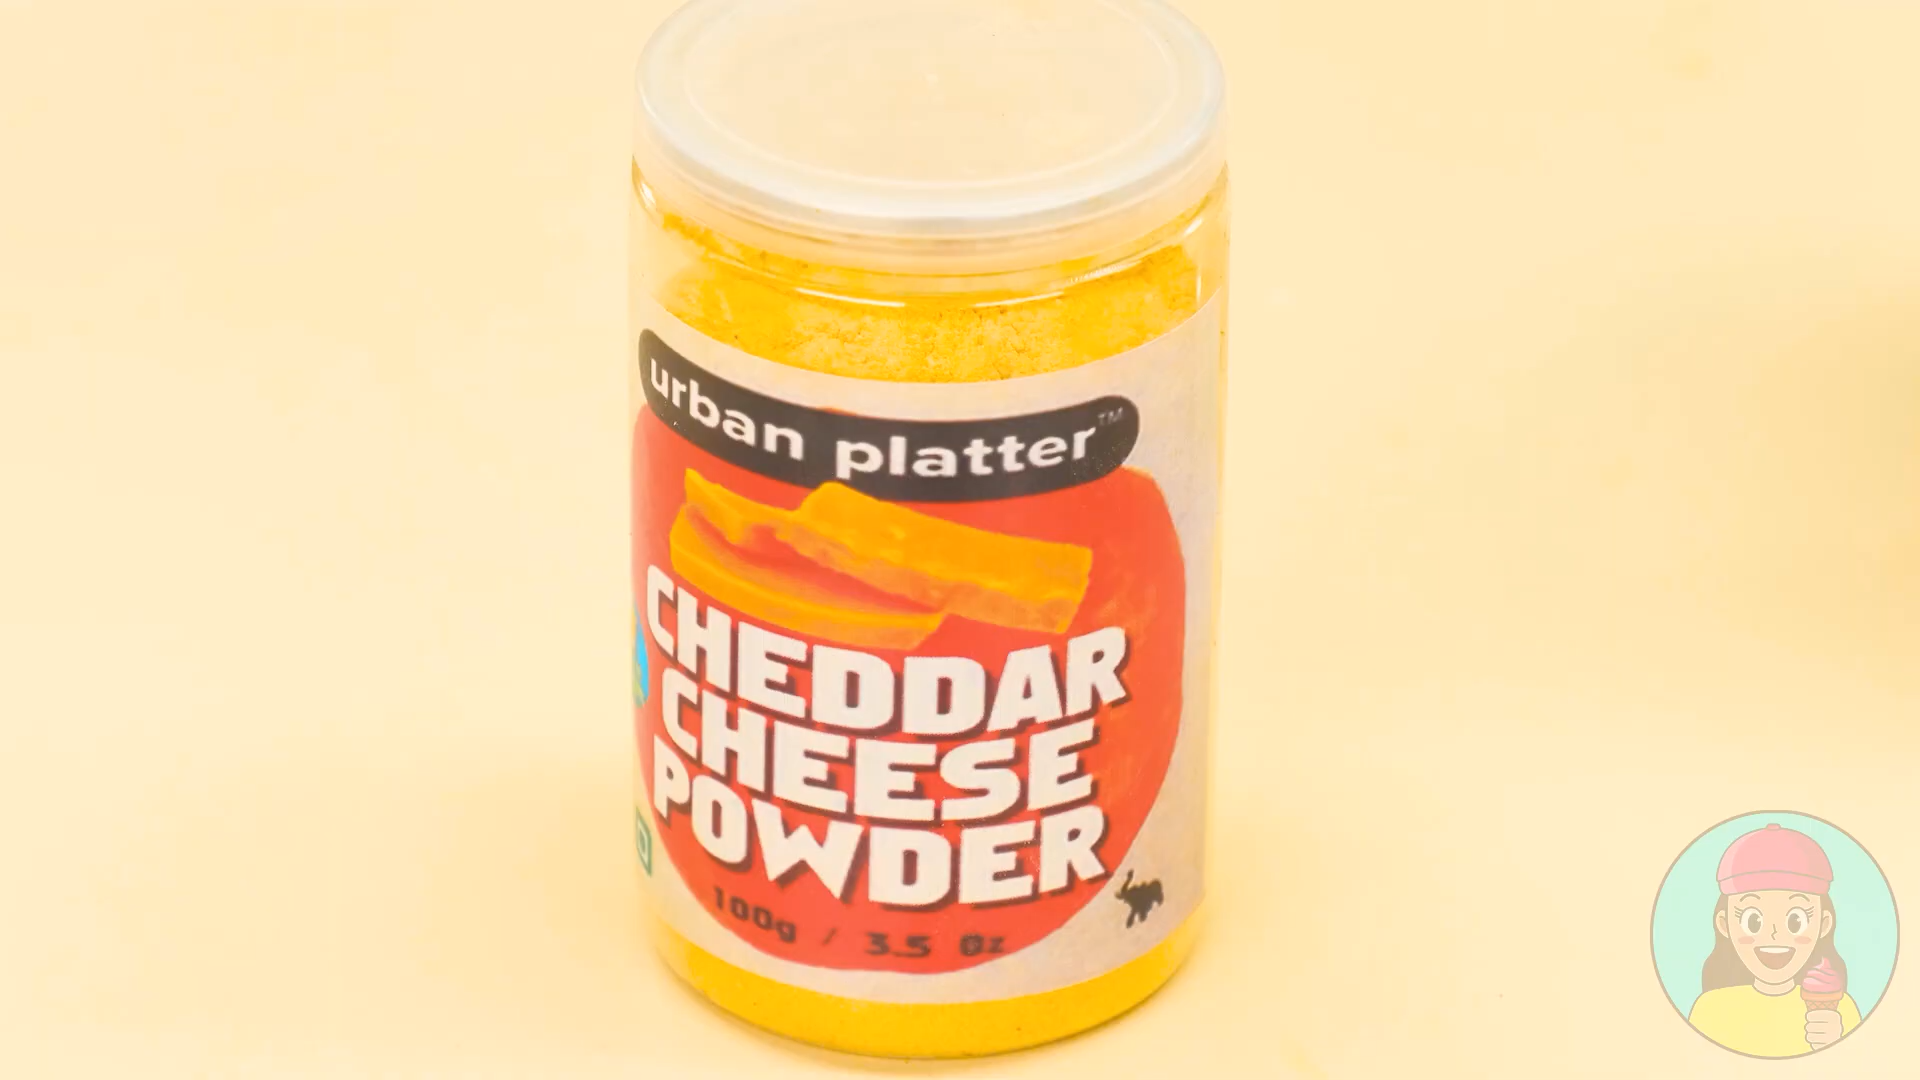 urban platter™
CHEDDAR
CHEESE
POWDER
100g / 3.5 Oz